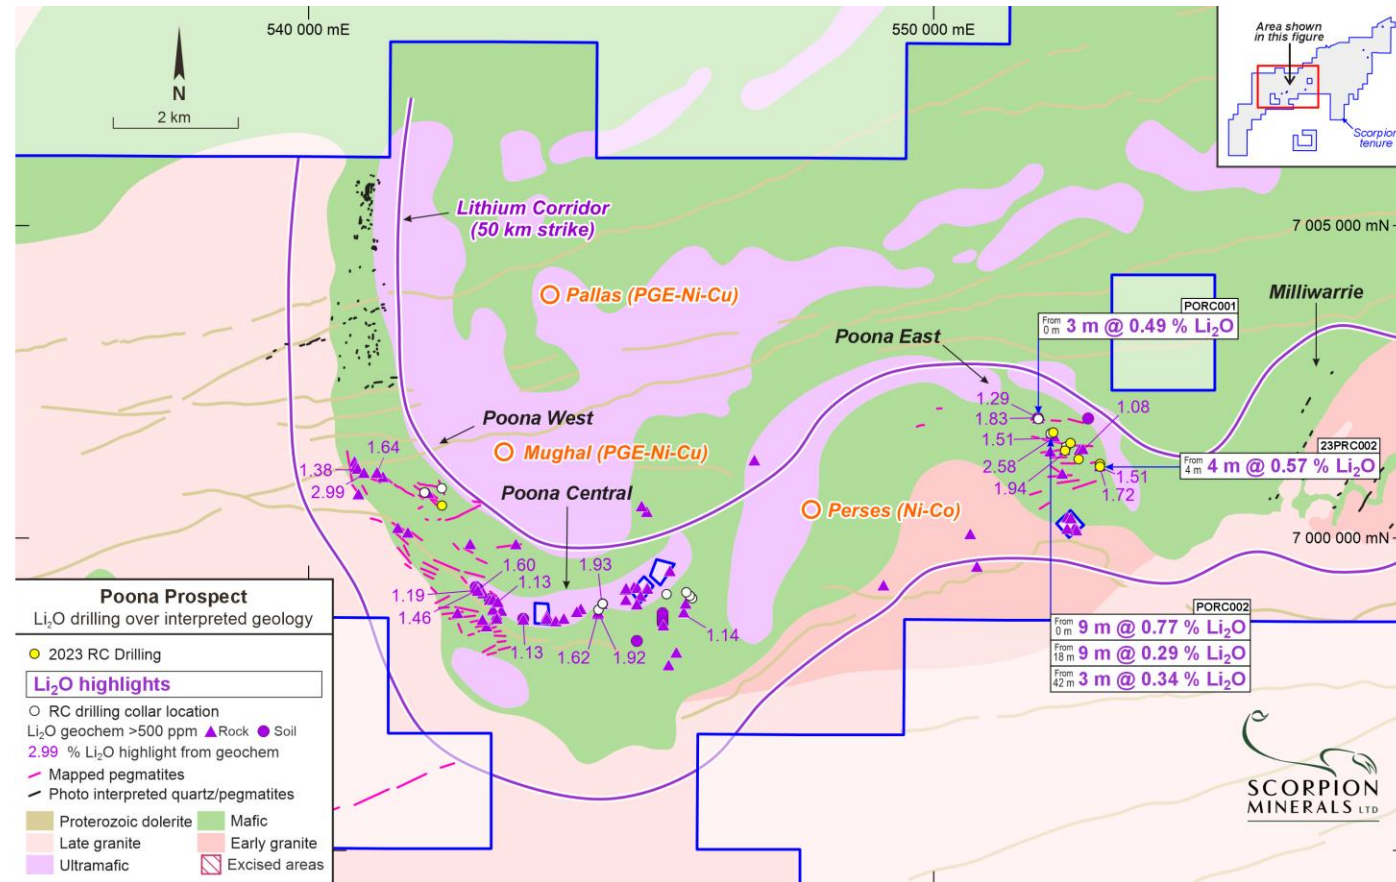 540 000 mE
550 000 mE
N
2 km
Area shown
in this figure
Scorpion
tenure
Lithium Corridor
(50 km strike)
7 005 000 mN
Pallas (PGE-Ni-Cu)
Milliwarrie
PORC001
From
0 m
3 m @ 0.49 % Li₂O
Poona East
1.29
1.83
1.08
Poona West
1.51
Mughal (PGE-Ni-Cu)
23PRC002
From
4 m
4 m @ 0.57 % Li₂O
1.64
1.38
2.99
2.58
1.51
1.94
1.72
Poona Central
Perses (Ni-Co)
7 000 000 mN
1.60
1.93
1.19
1.13
1.46
1.13
1.62
1.92
1.14
PORC002
From
0 m
9 m @ 0.77 % Li₂O
From
18 m
9 m @ 0.29 % Li₂O
From
42 m
3 m @ 0.34 % Li₂O
Poona Prospect
Li₂O drilling over interpreted geology
2023 RC Drilling
Li₂O highlights
RC drilling collar location
Li₂O geochem >500 ppm Rock Soil
2.99 % Li₂O highlight from geochem
Mapped pegmatites
Photo interpreted quartz/pegmatites
Proterozoic dolerite
Mafic
Late granite
Early granite
Ultramafic
Excised areas
SCORPION
MINERALS LTD